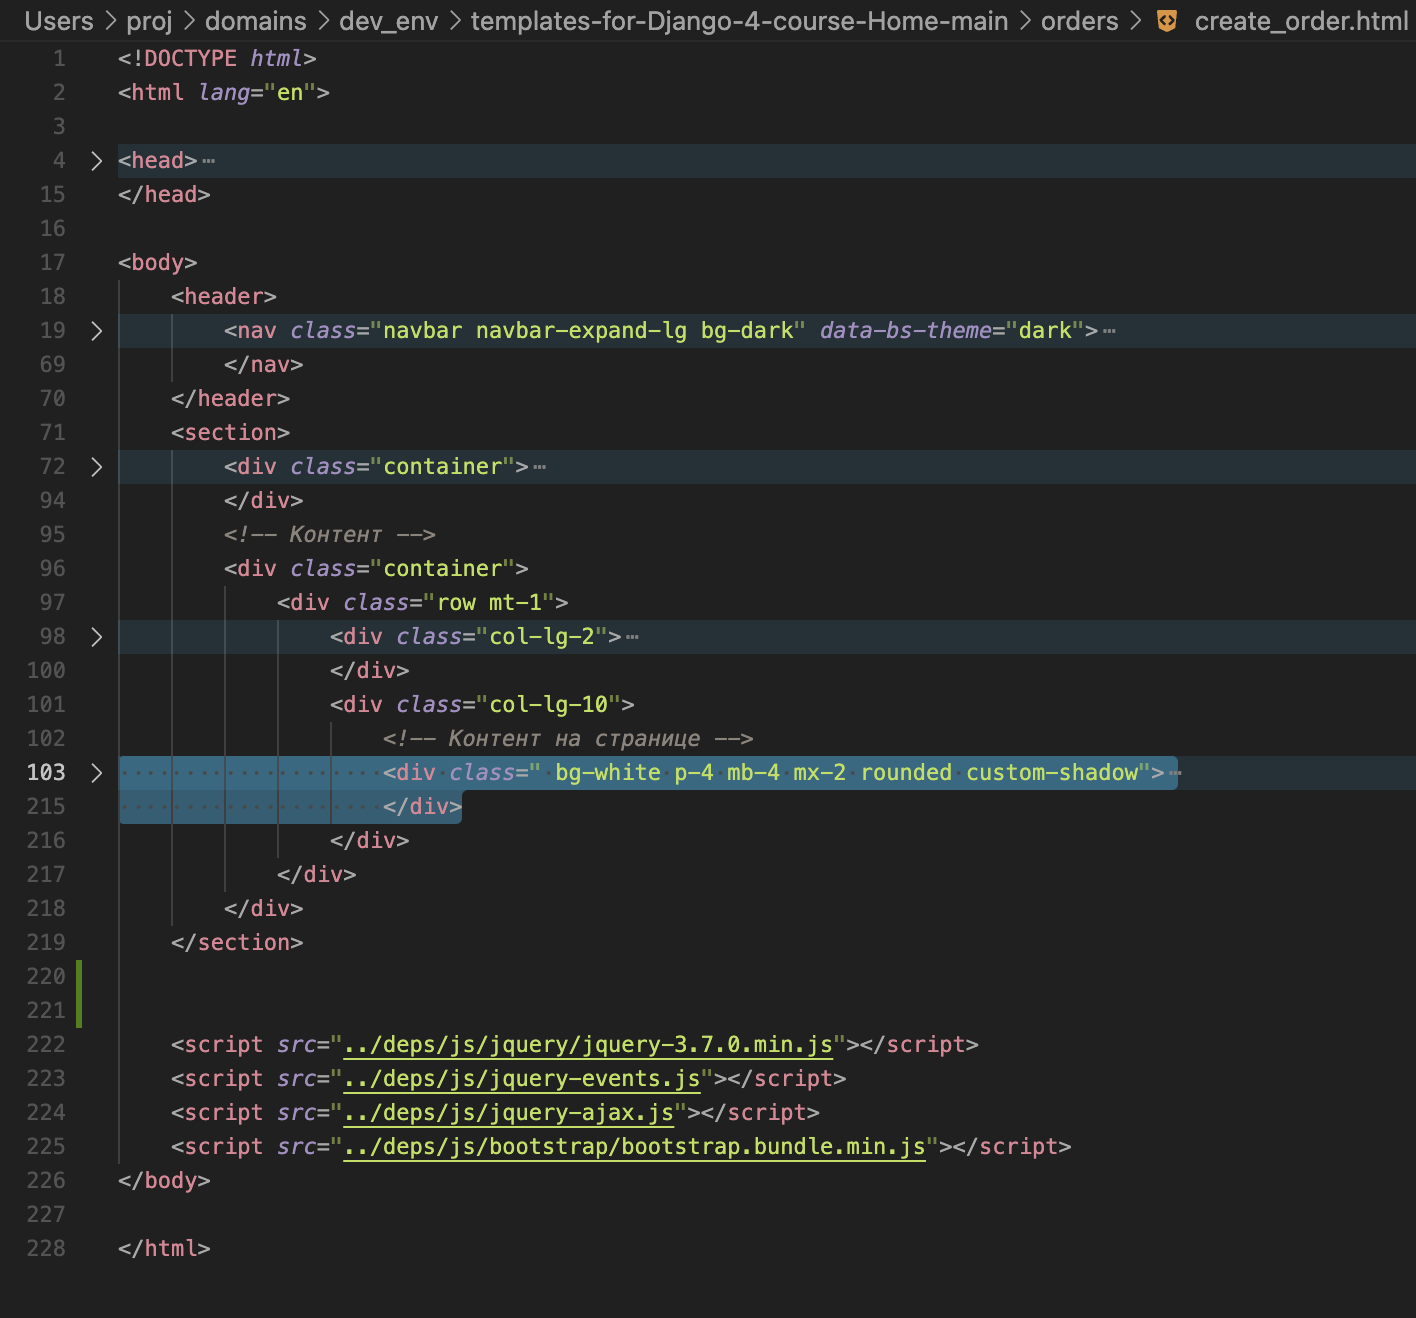 Users > proj > domains > dev_env > templates-for-Django-4-course-Home-main > orders > create_order.html
1 <!DOCTYPE html>
2 <html lang="en">
3
4 <head>…
15 </head>
16
17 <body>
18 <header>
19 <nav class="navbar navbar-expand-lg bg-dark" data-bs-theme="dark">…
69 </nav>
70 </header>
71 <section>
72 <div class="container">…
94 </div>
95 <!-- Контент -->
96 <div class="container">
97 <div class="row mt-1">
98 <div class="col-lg-2">…
100 </div>
101 <div class="col-lg-10">
102 <!-- Контент на странице -->
103 <div class=" bg-white p-4 mb-4 mx-2 rounded custom-shadow">…
215 </div>
216 </div>
217 </div>
218 </div>
219 </section>
220
221
222 <script src="../deps/js/jquery/jquery-3.7.0.min.js"></script>
223 <script src="../deps/js/jquery-events.js"></script>
224 <script src="../deps/js/jquery-ajax.js"></script>
225 <script src="../deps/js/bootstrap/bootstrap.bundle.min.js"></script>
226 </body>
227
228 </html>